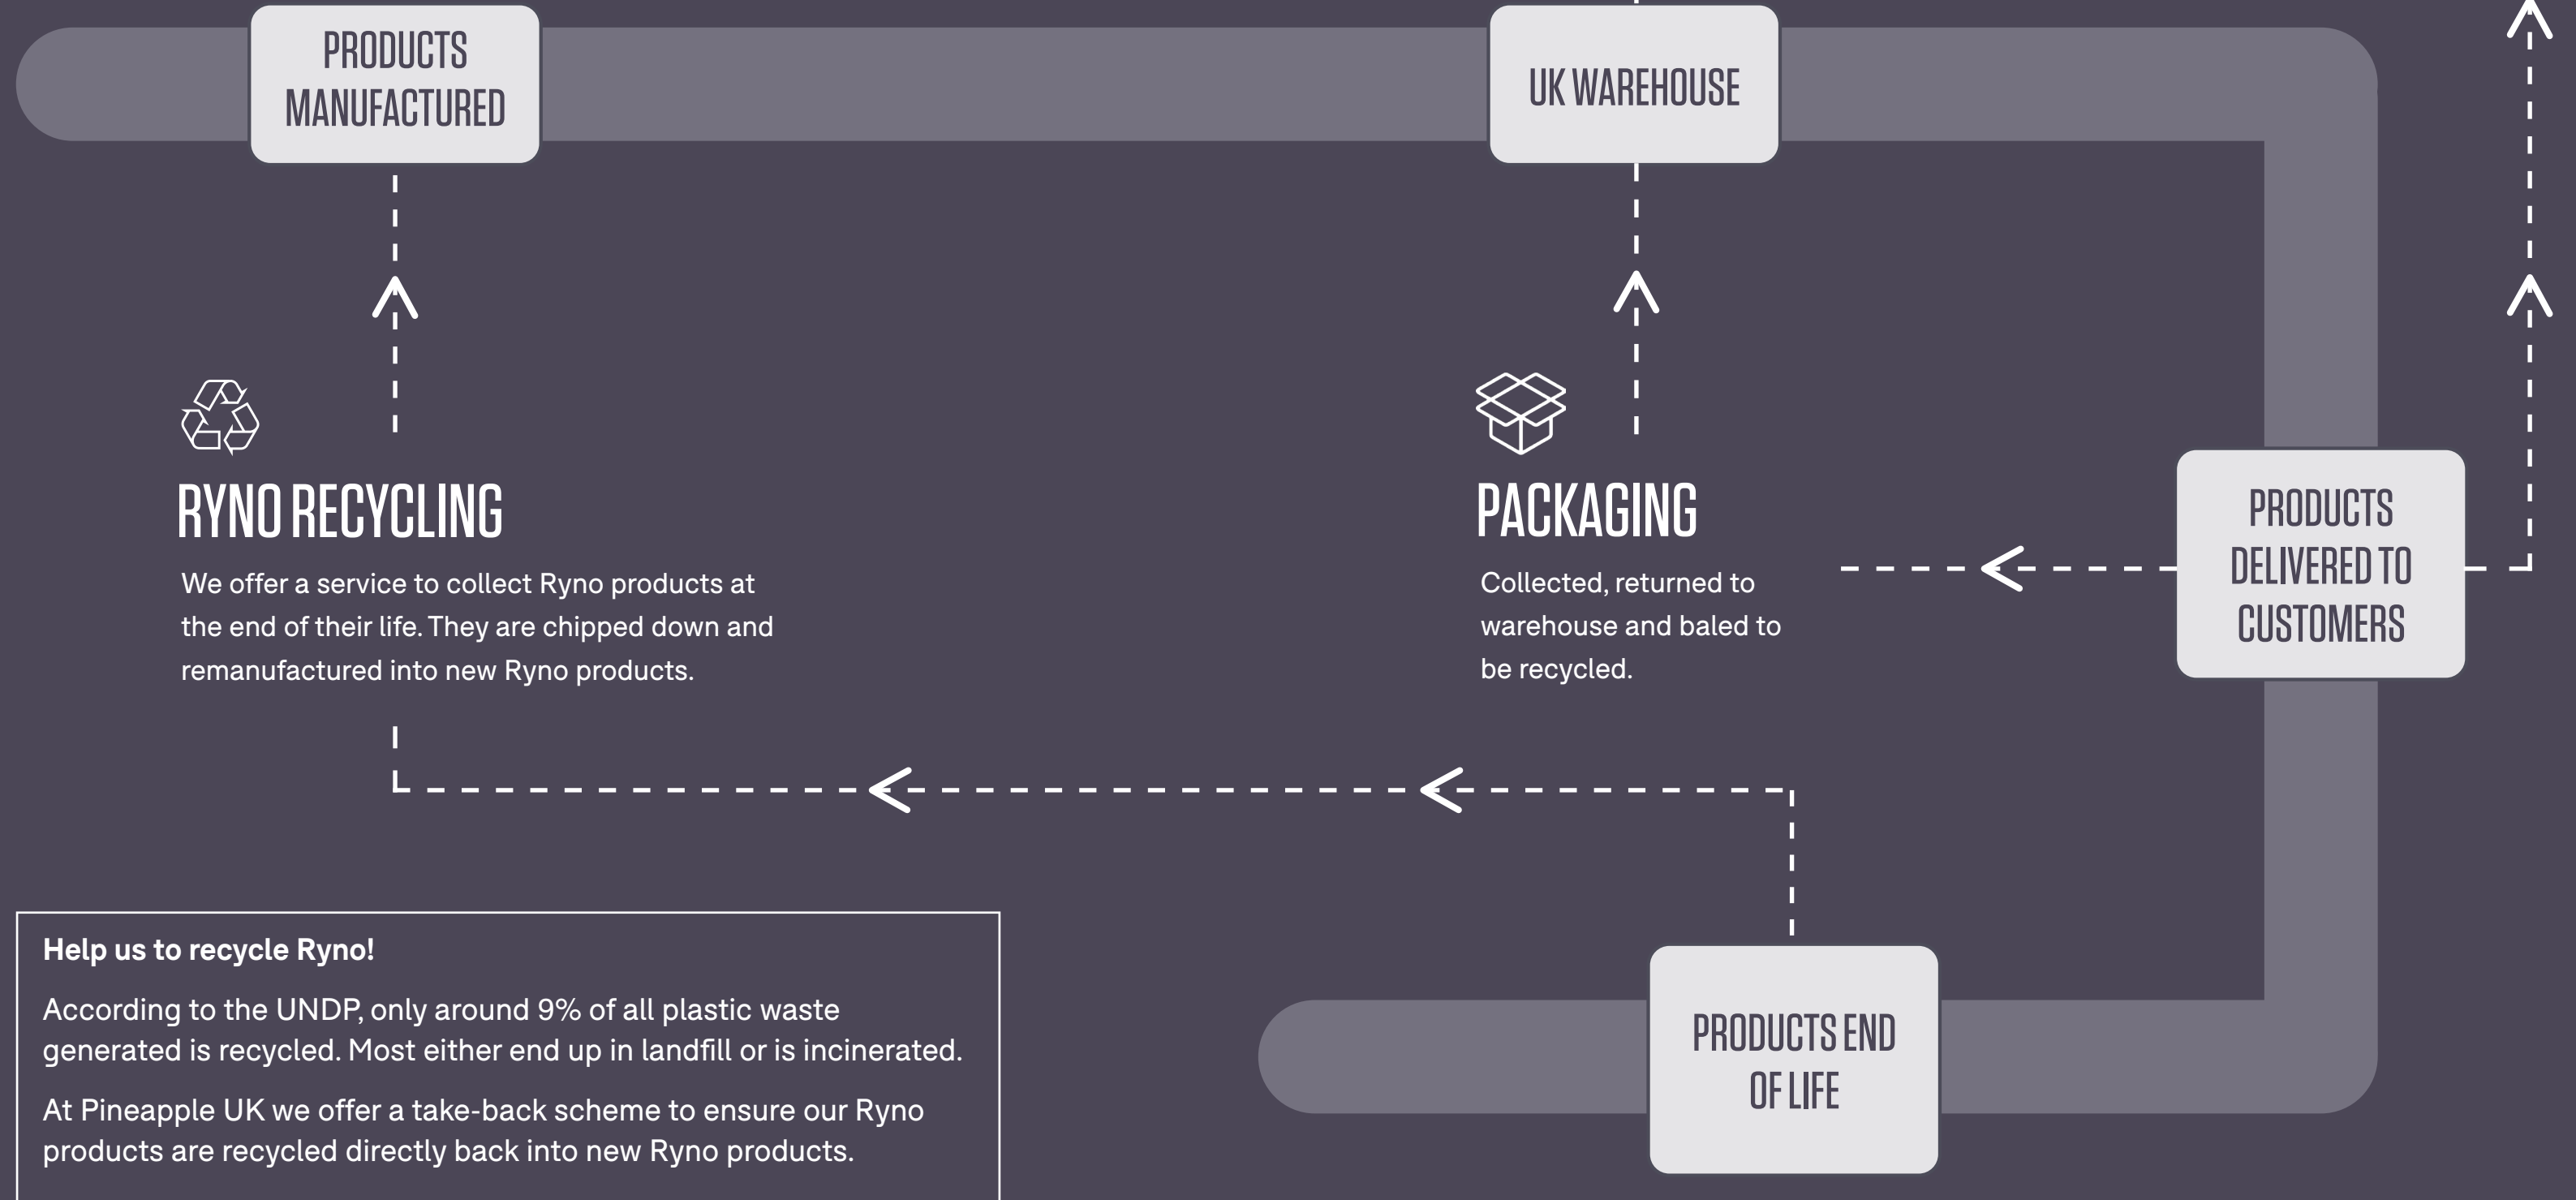 PRODUCTS
MANUFACTURED
UK WAREHOUSE
RYNO RECYCLING
We offer a service to collect Ryno products at
the end of their life. They are chipped down and
remanufactured into new Ryno products.
PACKAGING
Collected, returned to
warehouse and baled to
be recycled.
PRODUCTS
DELIVERED TO
CUSTOMERS
PRODUCTS END
OF LIFE
Help us to recycle Ryno!
According to the UNDP, only around 9% of all plastic waste
generated is recycled. Most either end up in landfill or is incinerated.
At Pineapple UK we offer a take-back scheme to ensure our Ryno
products are recycled directly back into new Ryno products.